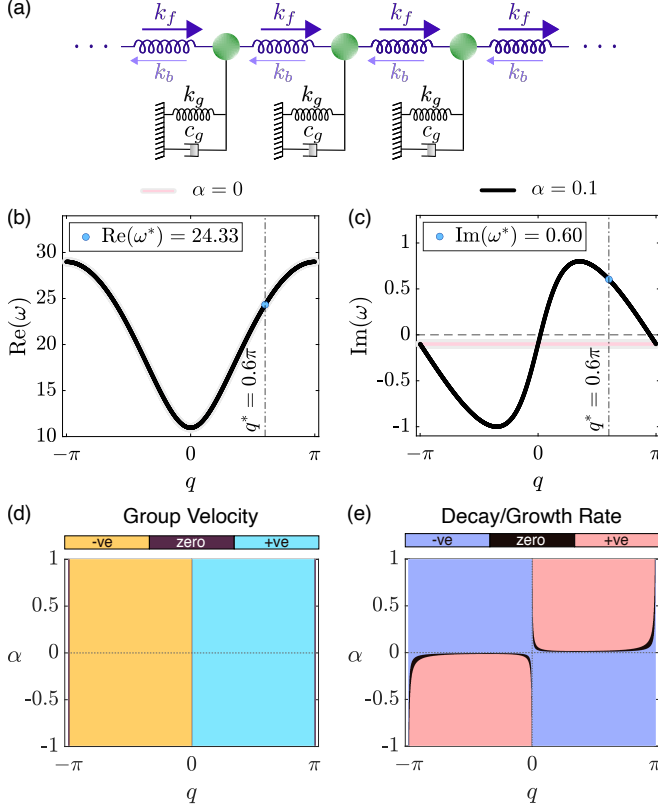 (a)
k_f k_f k_f k_f
· · · · · ·
k_b k_b k_b k_b
k_g k_g k_g
c_g c_g c_g
α = 0 α = 0.1
(b)
Re(ω*) = 24.33
30
25
20
15
10
Re(ω)
q* = 0.6π
−π 0 π
q
(c)
Im(ω*) = 0.60
1
0.5
0
-0.5
-1
Im(ω)
q* = 0.6π
−π 0 π
q
(d) Group Velocity
-ve zero +ve
1
0.5
0
-0.5
-1
α
−π 0 π
q
(e) Decay/Growth Rate
-ve zero +ve
1
0.5
0
-0.5
-1
α
−π 0 π
q